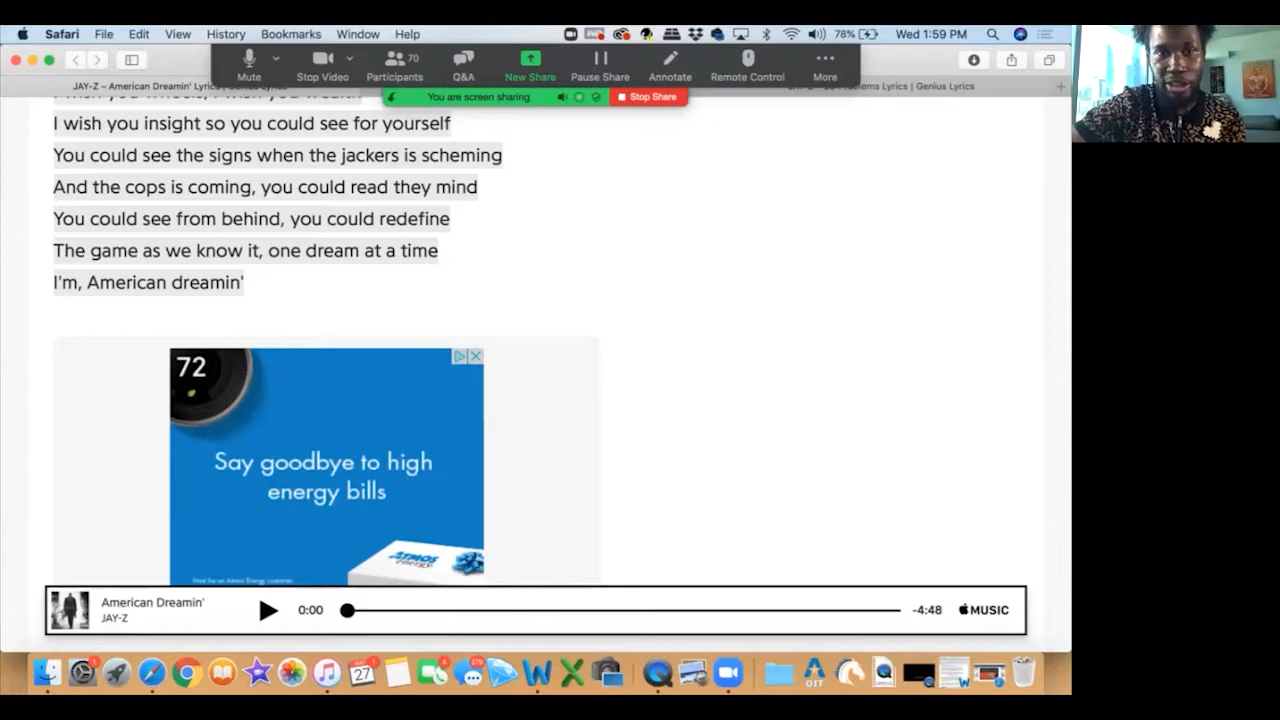 Safari File Edit View History Bookmarks Window Help 78% Wed 1:59 PM
Mute Stop Video Participants 70 Q&A New Share Pause Share Annotate Remote Control More
JAY-Z – American Dreamin' Lyrics | Genius Lyrics Problems Lyrics | Genius Lyrics
You are screen sharing Stop Share
I wish you insight so you could see for yourself
You could see the signs when the jackers is scheming
And the cops is coming, you could read they mind
You could see from behind, you could redefine
The game as we know it, one dream at a time
I'm, American dreamin'
72
Say goodbye to high
energy bills
ATMOS
energy
American Dreamin'
JAY-Z
0:00
-4:48
MUSIC
27
279
OIT